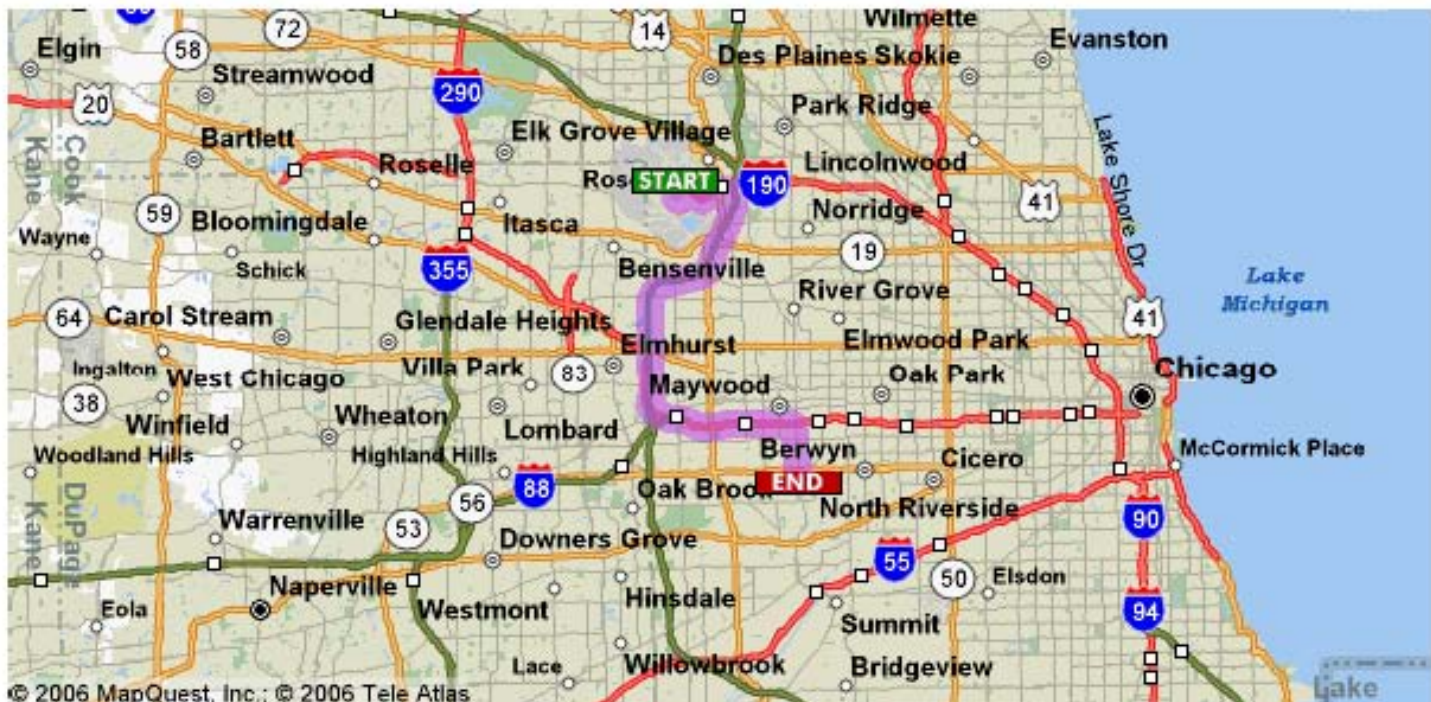 Wilmette
14
72
Evanston
Elgin
58
Des Plaines Skokie
Streamwood
290
20
Park Ridge
Elk Grove Village
Bartlett
Lake Shore Dr
Cook
Kane
Roselle
Lincolnwood
START
190
41
59
Norridge
Bloomingdale
Itasca
Wayne
19
Schick
355
Bensenville
Lake
Michigan
River Grove
64
Carol Stream
Glendale Heights
41
Elmhurst
Elmwood Park
Ingalton
Villa Park
83
Chicago
West Chicago
Maywood
Oak Park
38
Winfield
Wheaton
Lombard
Berwyn
McCormick Place
Woodland Hills
Highland Hills
Cicero
END
88
Oak Brook
DuPage
Kane
56
North Riverside
Warrenville
53
90
Downers Grove
55
Naperville
50
Elsdon
Eola
Westmont
Hinsdale
94
Summit
Lace
Willowbrook
Bridgeview
© 2006 MapQuest, Inc.; © 2006 Tele Atlas
Lake